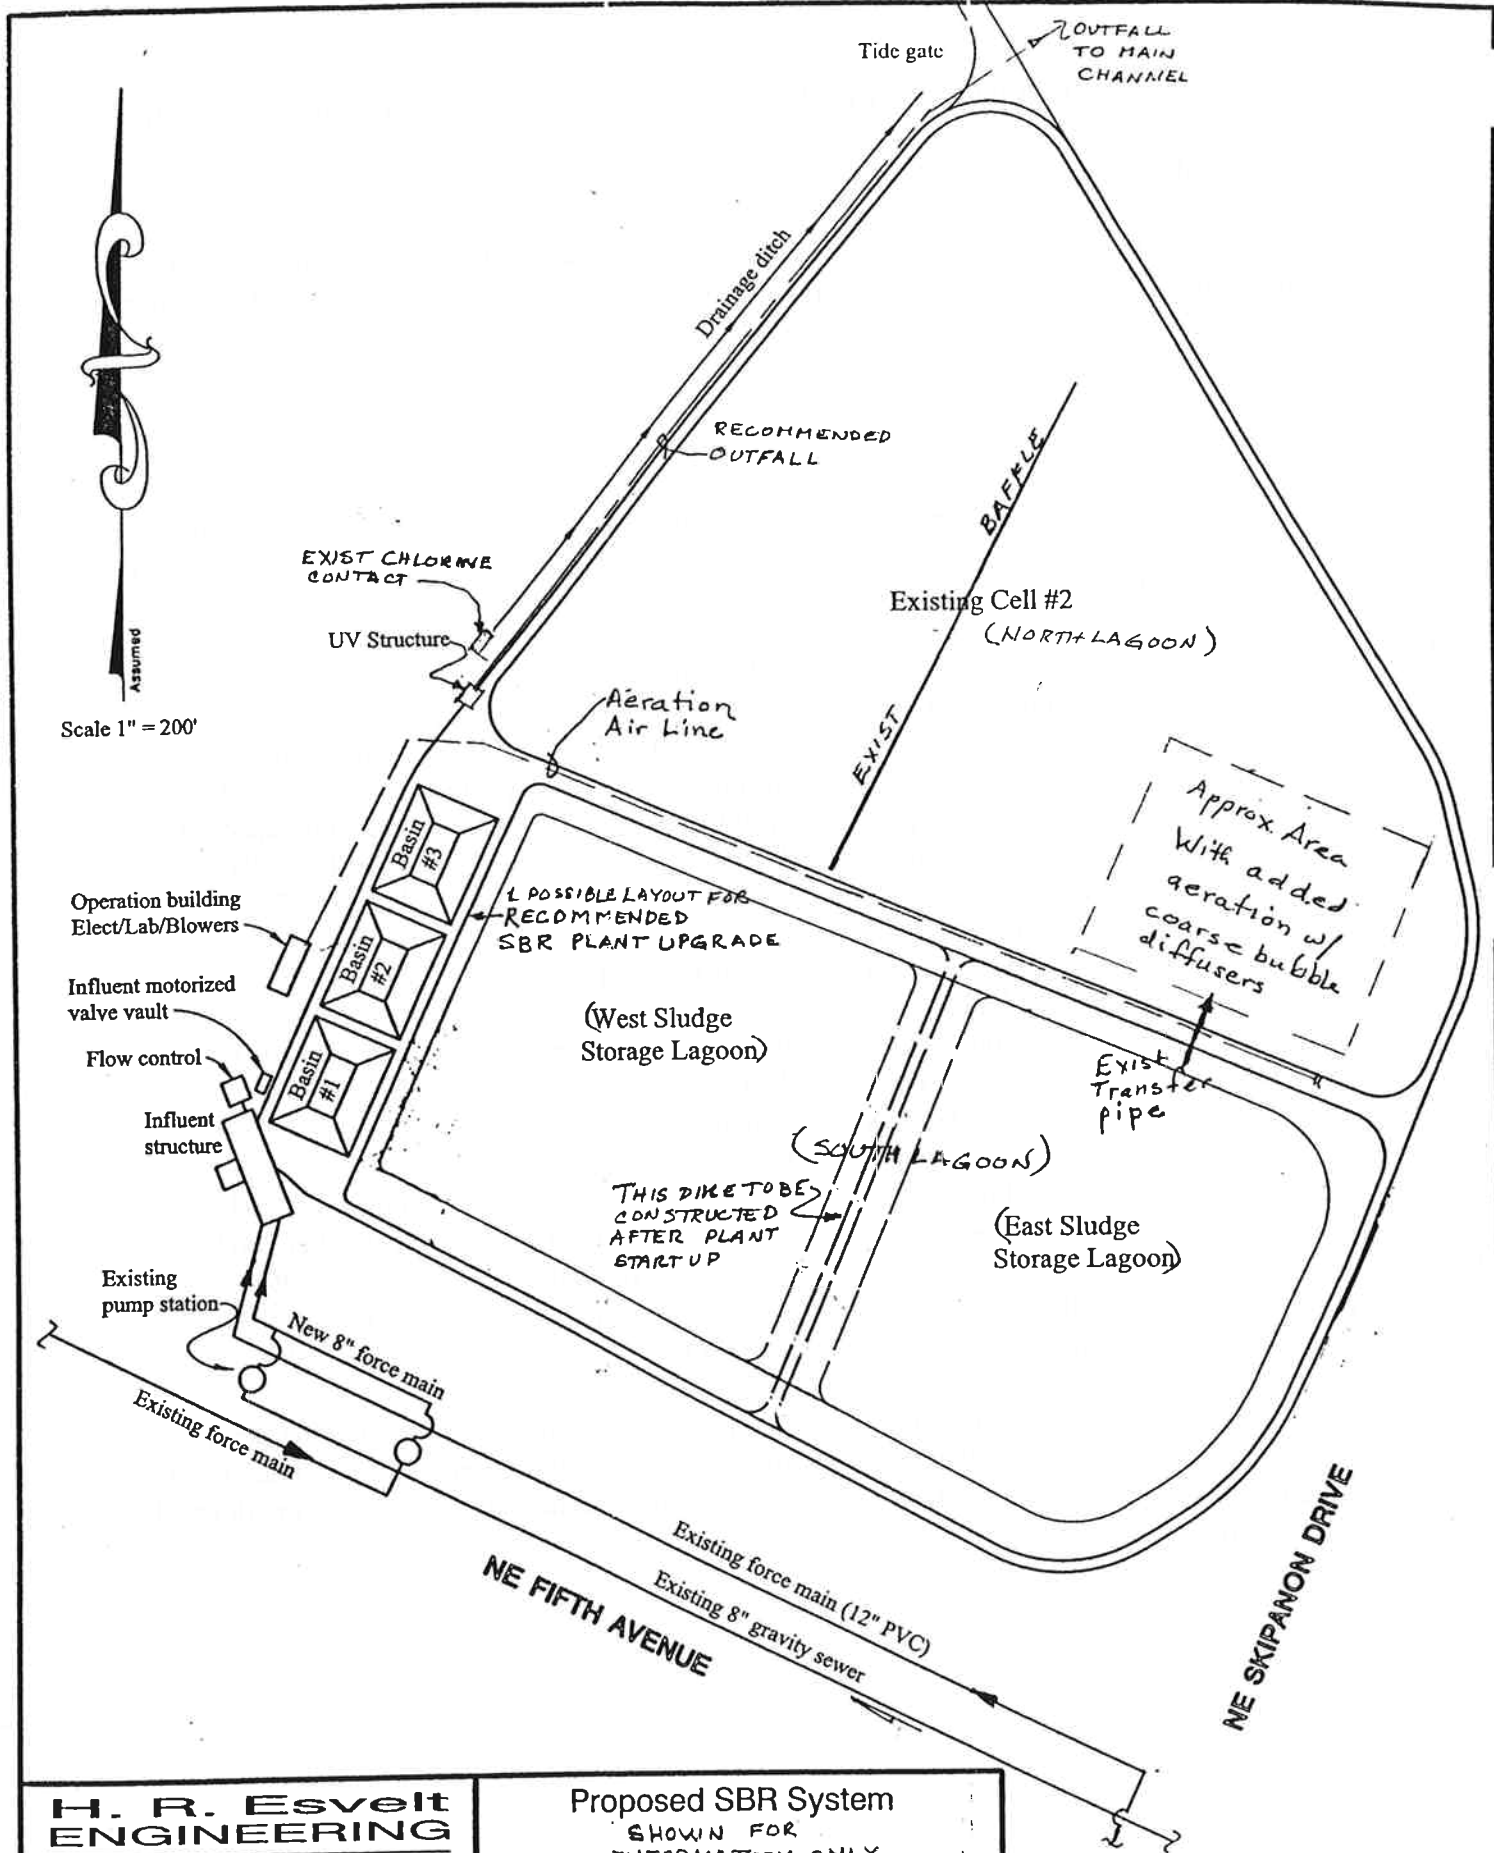 Tide gate
OUTFALL
TO MAIN
CHANNEL
Drainage ditch
RECOMMENDED
OUTFALL
BAFFLE
EXIST
EXIST CHLORINE
CONTACT
UV Structure
Existing Cell #2
(NORTH LAGOON)
Assumed
Scale 1" = 200'
Aeration
Air Line
Approx. Area
With added
aeration w/
coarse bubble
diffusers
Basin
#3
Basin
#2
Basin
#1
1 POSSIBLE LAYOUT FOR
RECOMMENDED
SBR PLANT UPGRADE
Operation building
Elect/Lab/Blowers
Influent motorized
valve vault
Flow control
Influent
structure
(West Sludge
Storage Lagoon)
Exist
Transfer
pipe
(SOUTH LAGOON)
THIS DIKE TO BE
CONSTRUCTED
AFTER PLANT
START UP
(East Sludge
Storage Lagoon)
Existing
pump station
New 8" force main
Existing force main
Existing force main (12" PVC)
Existing 8" gravity sewer
NE FIFTH AVENUE
NE SKIPANON DRIVE
H. R. Esvelt
ENGINEERING
Proposed SBR System
SHOWN FOR
INFORMATION ONLY